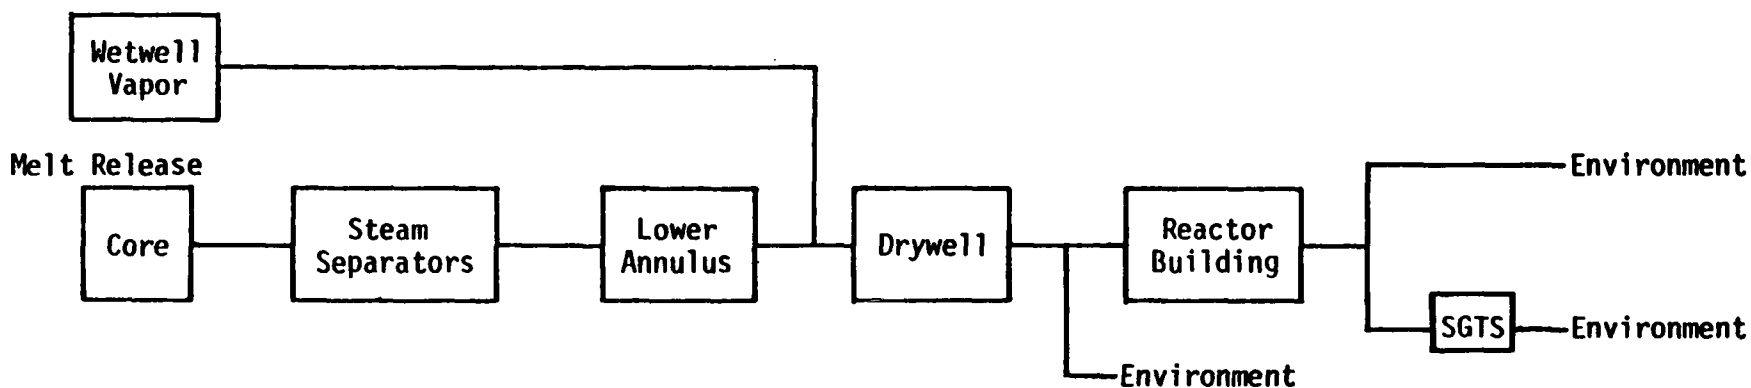 Wetwell
Vapor
Melt Release
Core
Steam
Separators
Lower
Annulus
Drywell
Reactor
Building
Environment
SGTS
Environment
Environment